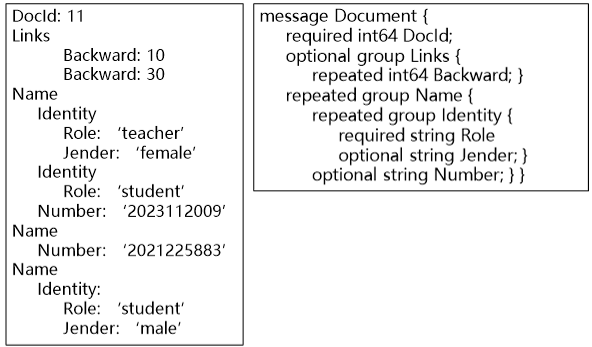 DocId: 11
Links
Backward: 10
Backward: 30
Name
Identity
Role: ‘teacher’
Jender: ‘female’
Identity
Role: ‘student’
Number: ‘2023112009’
Name
Number: ‘2021225883’
Name
Identity:
Role: ‘student’
Jender: ‘male’
message Document {
required int64 DocId;
optional group Links {
repeated int64 Backward; }
repeated group Name {
repeated group Identity {
required string Role
optional string Jender; }
optional string Number; } }